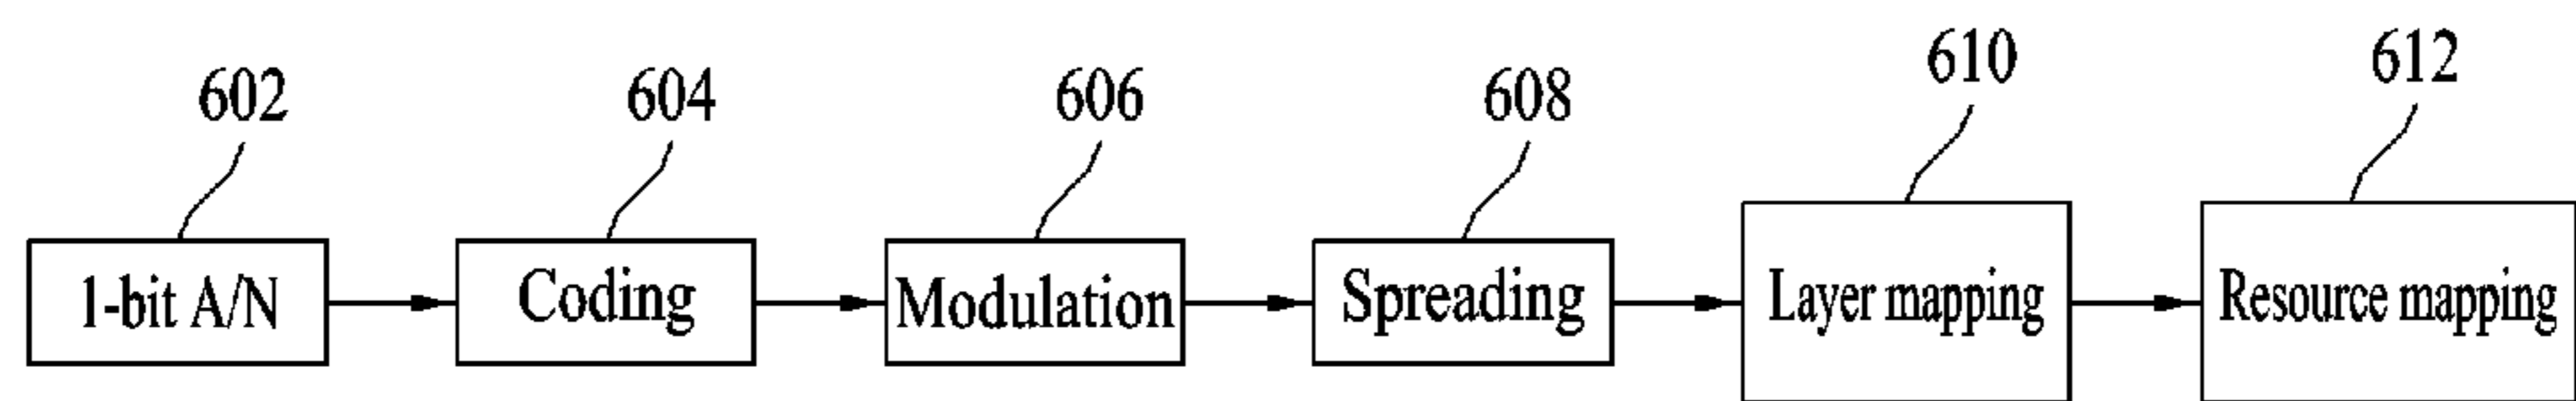 602
604
606
608
610
612
1-bit A/N
Coding
Modulation
Spreading
Layer mapping
Resource mapping